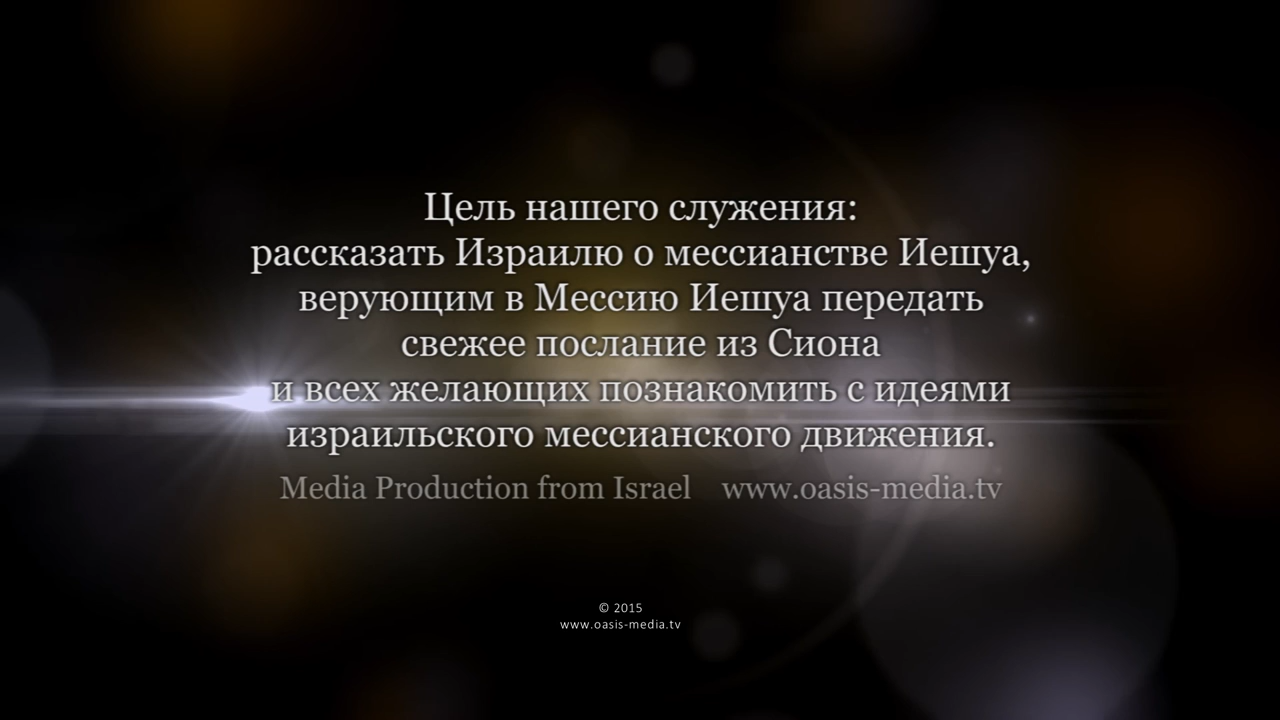 Цель нашего служения:
рассказать Израилю о мессианстве Иешуа,
верующим в Мессию Иешуа передать
свежее послание из Сиона
и всех желающих познакомить с идеями
израильского мессианского движения.
Media Production from Israel www.oasis-media.tv
© 2015
www.oasis-media.tv